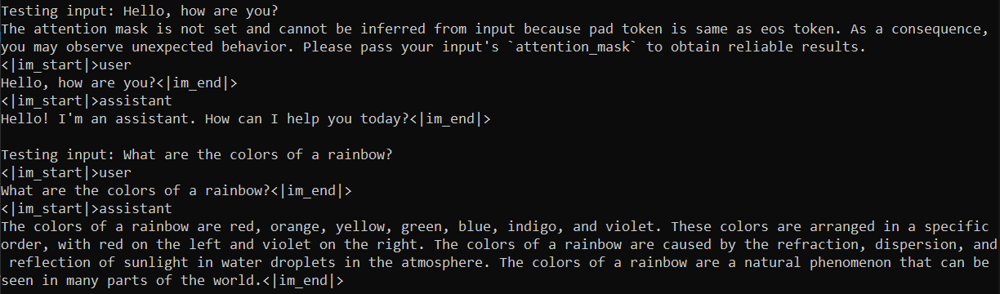 Testing input: Hello, how are you?
The attention mask is not set and cannot be inferred from input because pad token is same as eos token. As a consequence,
you may observe unexpected behavior. Please pass your input's `attention_mask` to obtain reliable results.
<|im_start|>user
Hello, how are you?<|im_end|>
<|im_start|>assistant
Hello! I'm an assistant. How can I help you today?<|im_end|>

Testing input: What are the colors of a rainbow?
<|im_start|>user
What are the colors of a rainbow?<|im_end|>
<|im_start|>assistant
The colors of a rainbow are red, orange, yellow, green, blue, indigo, and violet. These colors are arranged in a specific
order, with red on the left and violet on the right. The colors of a rainbow are caused by the refraction, dispersion, and
reflection of sunlight in water droplets in the atmosphere. The colors of a rainbow are a natural phenomenon that can be
seen in many parts of the world.<|im_end|>